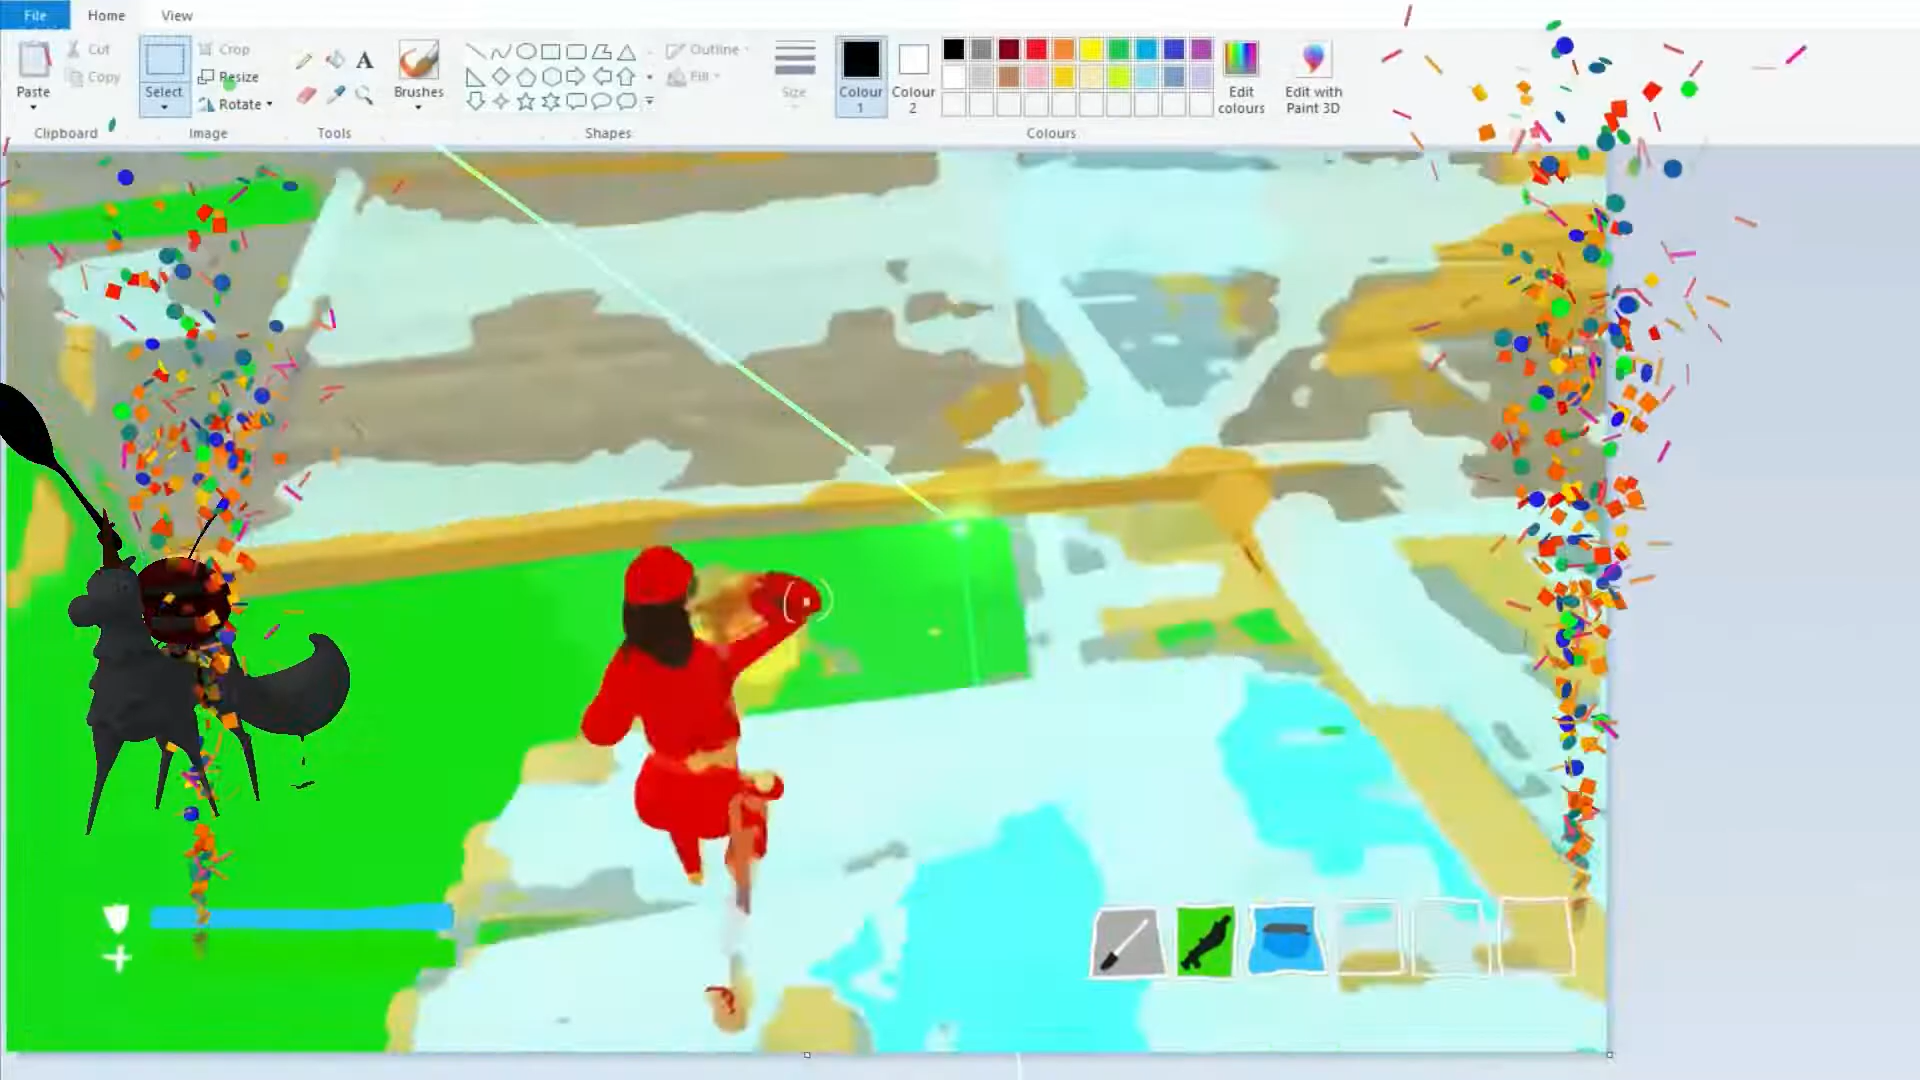 File Home View
Paste
Cut
Copy
Clipboard
Select
Crop
Resize
Rotate
Image
A
Tools
Brushes
Outline
Fill
Shapes
Size
Colour
1
Colour
2
Edit
colours
Colours
Edit with
Paint 3D